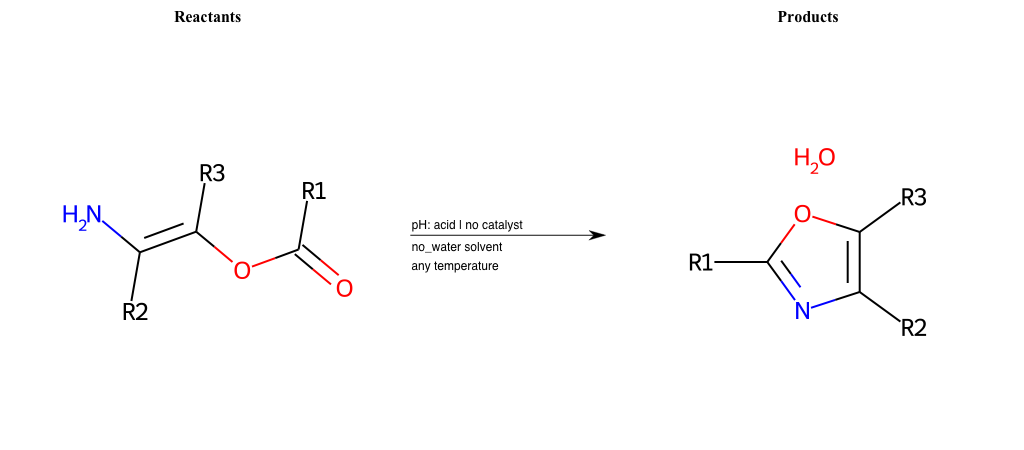 Reactants
Products
H2O
R3
R1
H2N
O
O
R2
pH: acid | no catalyst
no_water solvent
any temperature
R3
O
R1
N
R2